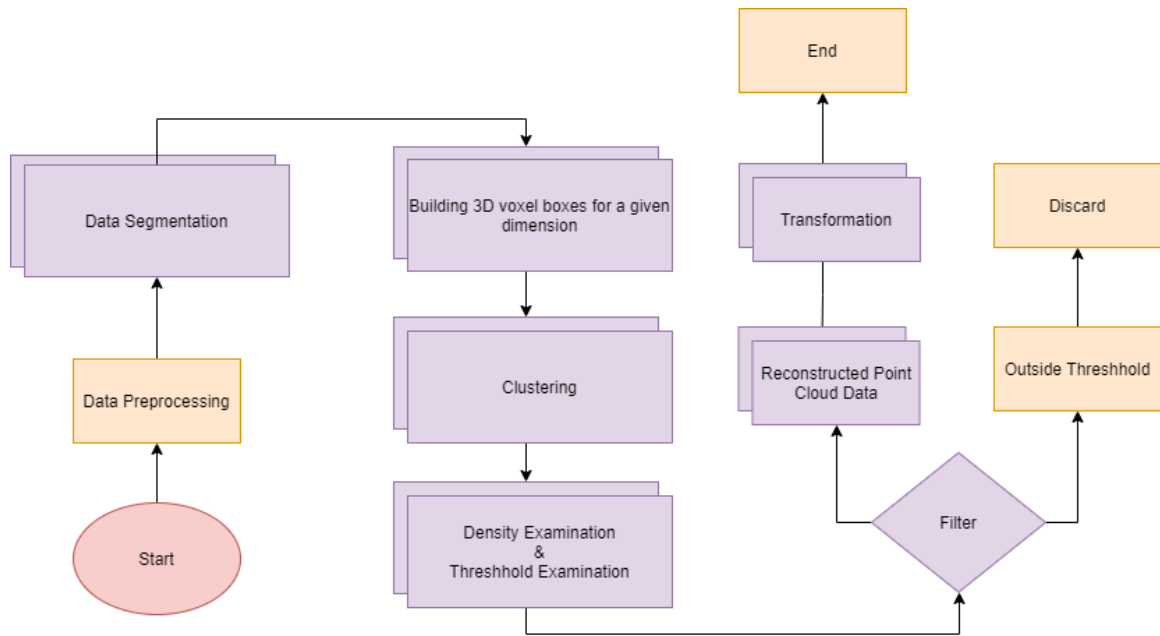 Start
Data Preprocessing
Data Segmentation
Building 3D voxel boxes for a given
dimension
Clustering
Density Examination
&
Threshhold Examination
Filter
Reconstructed Point
Cloud Data
Transformation
End
Outside Threshhold
Discard